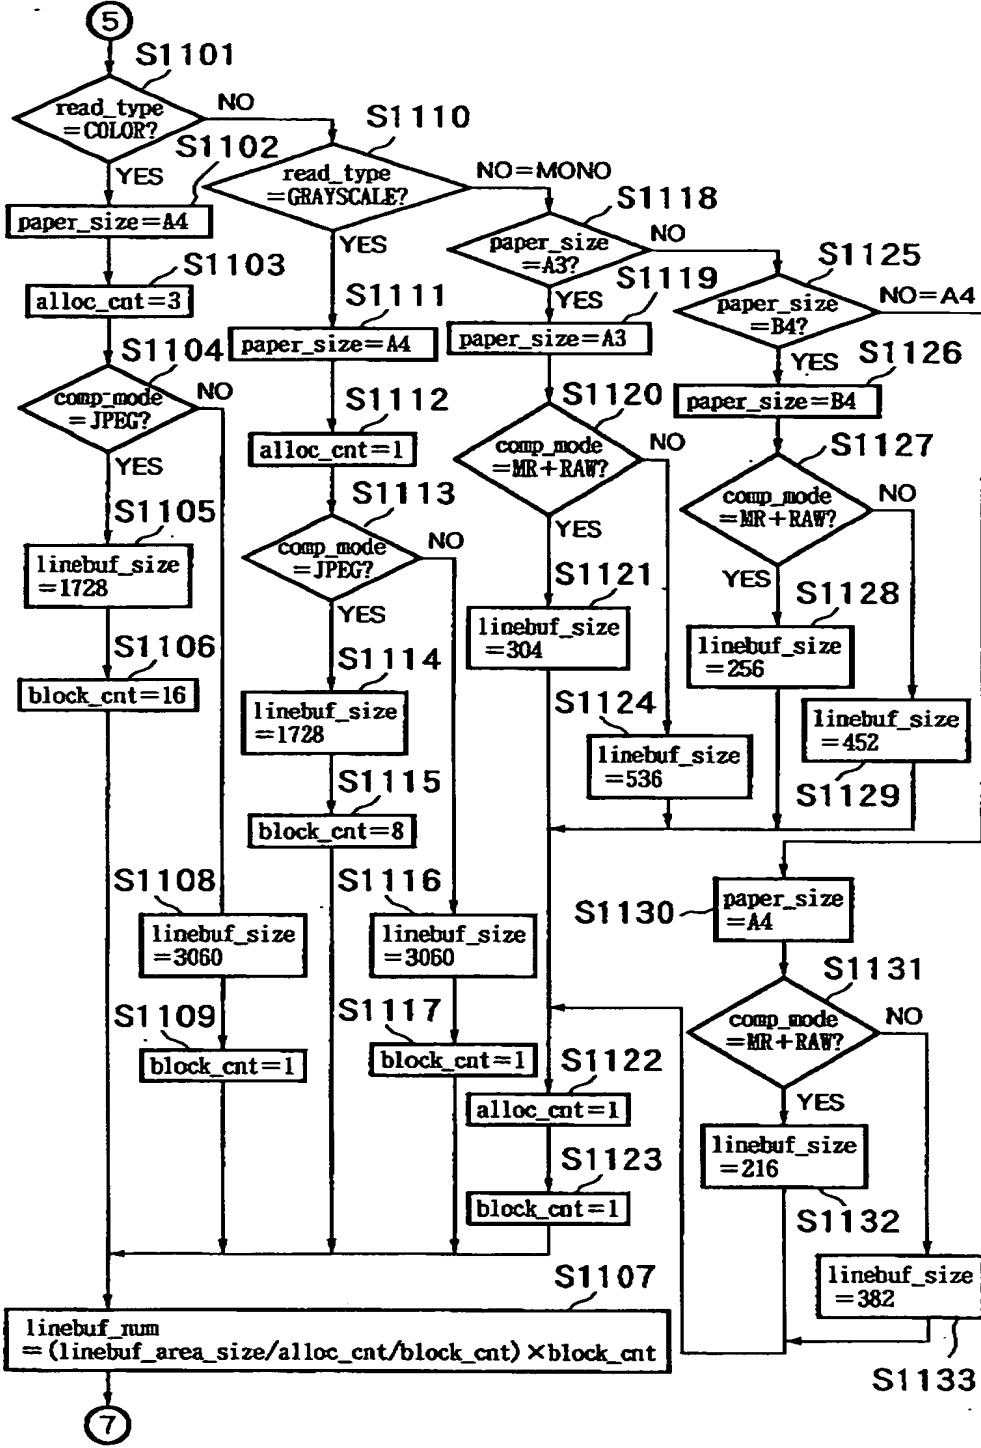 5
S1101
read_type
=COLOR?
NO
YES
S1102
paper_size=A4
S1103
alloc_cnt=3
S1104
comp_mode
=JPEG?
NO
YES
S1105
linebuf_size
=1728
S1106
block_cnt=16
S1108
linebuf_size
=3060
S1109
block_cnt=1
S1110
read_type
=GRAYSCALE?
NO=MONO
YES
S1111
paper_size=A4
S1112
alloc_cnt=1
S1113
comp_mode
=JPEG?
NO
YES
S1114
linebuf_size
=1728
S1115
block_cnt=8
S1116
linebuf_size
=3060
S1117
block_cnt=1
S1118
paper_size
=A3?
NO
YES
S1119
paper_size=A3
S1120
comp_mode
=MR+RAW?
NO
YES
S1121
linebuf_size
=304
S1124
linebuf_size
=536
S1122
alloc_cnt=1
S1123
block_cnt=1
S1125
paper_size
=B4?
NO=A4
YES
S1126
paper_size=B4
S1127
comp_mode
=MR+RAW?
NO
YES
S1128
linebuf_size
=256
linebuf_size
=452
S1129
S1130
paper_size
=A4
S1131
comp_mode
=MR+RAW?
NO
YES
linebuf_size
=216
S1132
linebuf_size
=382
S1133
S1107
linebuf_num
=(linebuf_area_size/alloc_cnt/block_cnt)×block_cnt
7